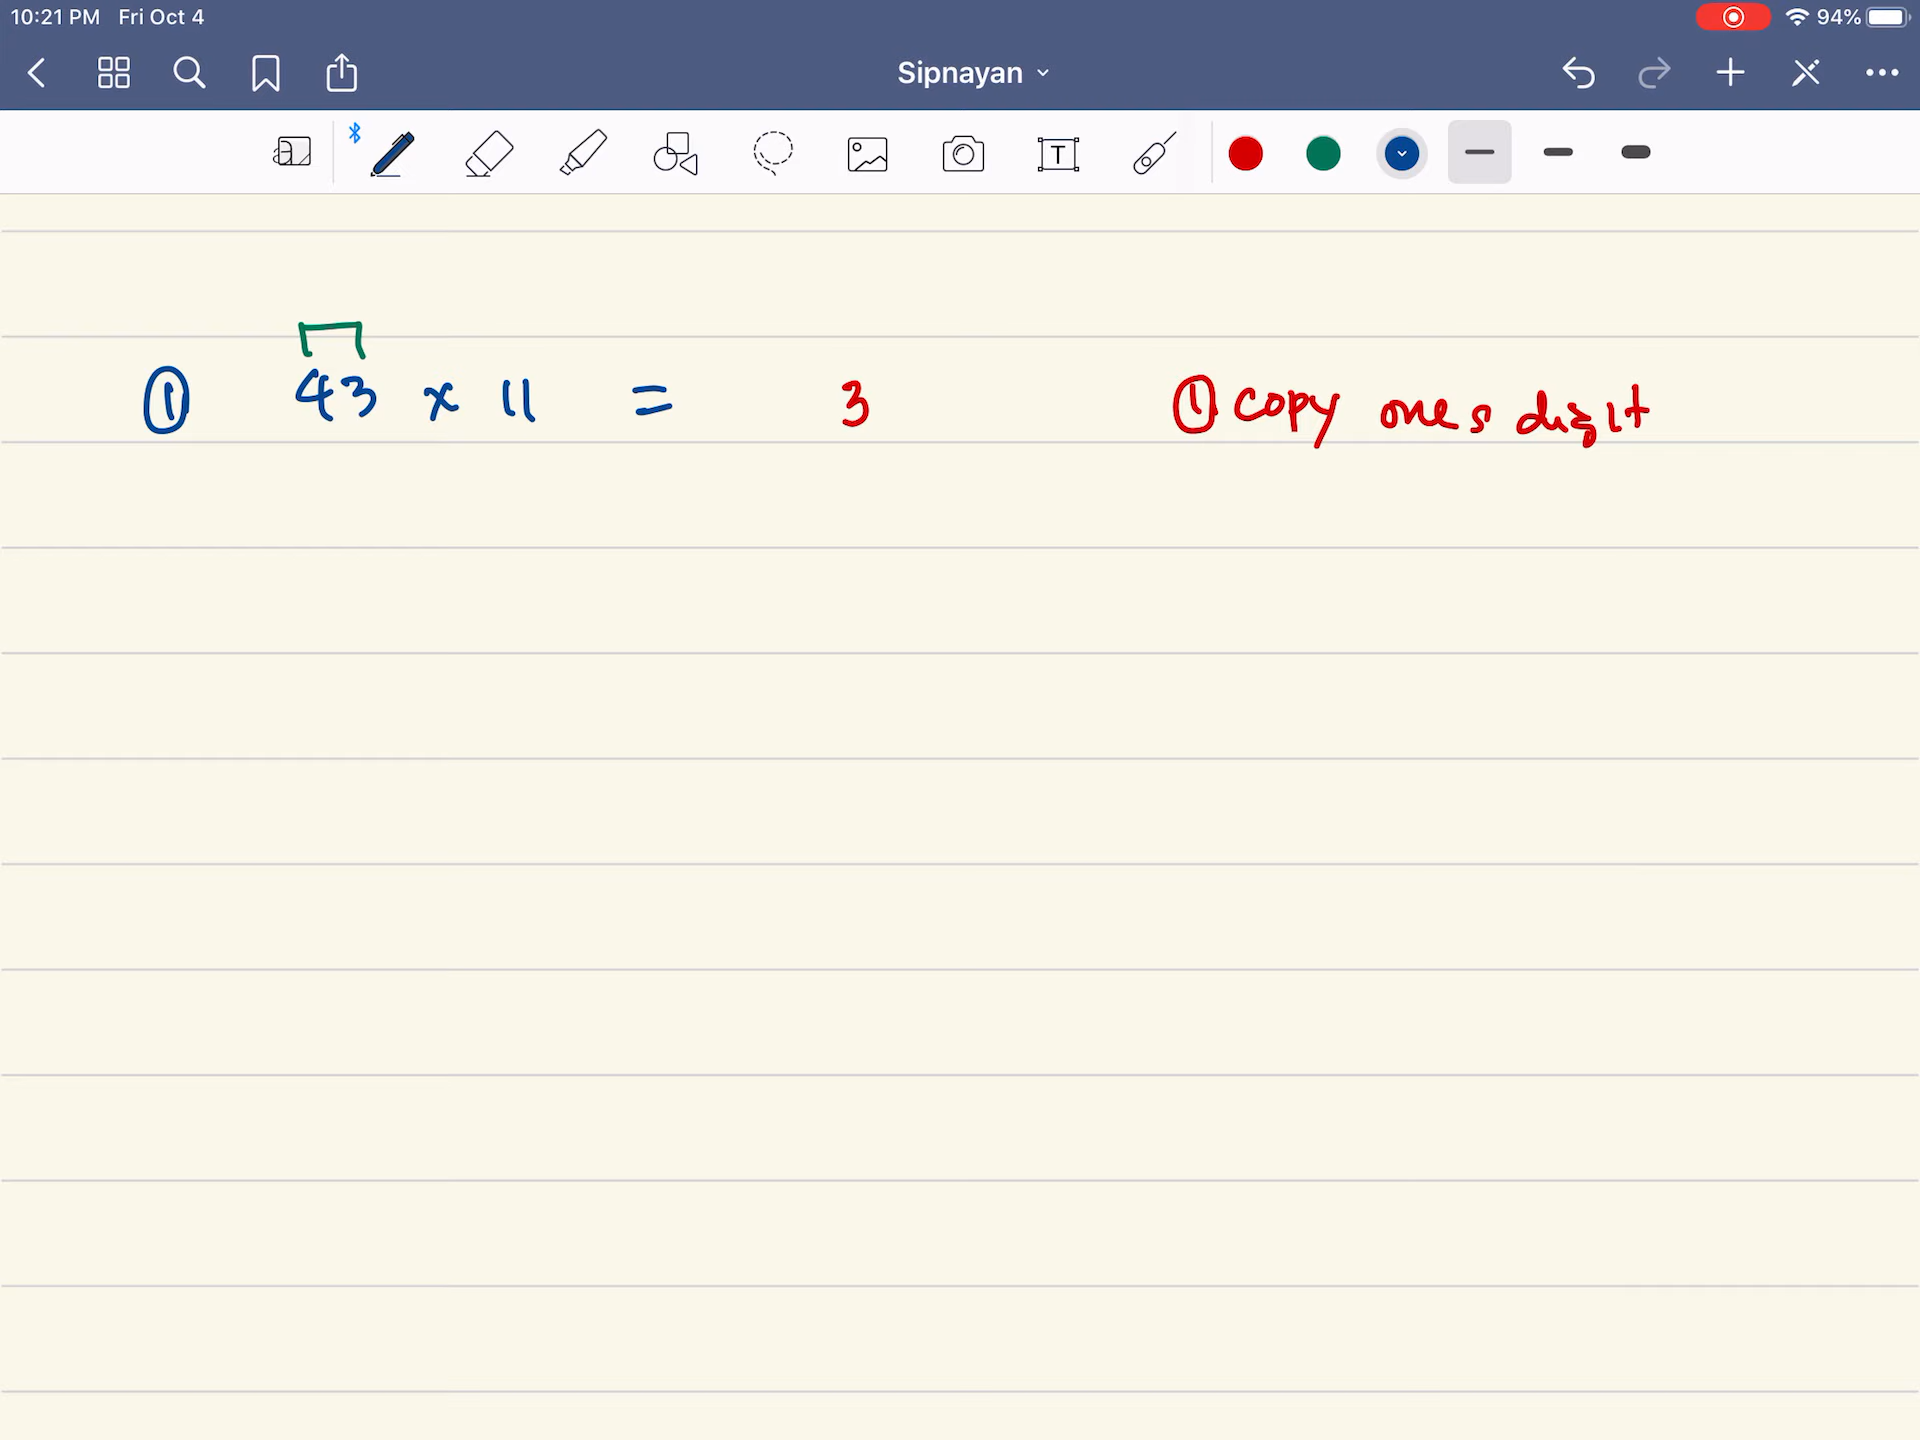 10:21 PM Fri Oct 4 94%
Sipnayan
① 43 x 11 = 3 ① copy ones digit